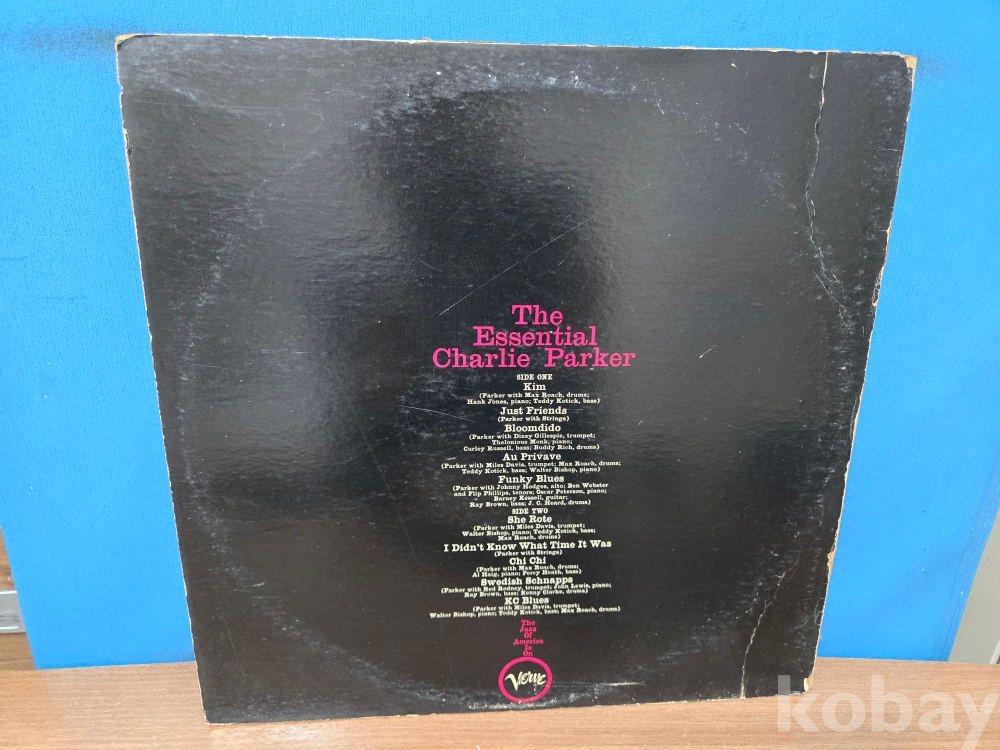 The
Essential
Charlie Parker
SIDE ONE
Kim
(Parker with Max Roach, drums;
Hank Jones, piano; Teddy Kotick, bass)
Just Friends
(Parker with Strings)
Bloomdido
(Parker with Dizzy Gillespie, trumpet;
Thelonious Monk, piano;
Curley Russell, bass; Buddy Rich, drums)
Au Privave
(Parker with Miles Davis, trumpet; Max Roach, drums;
Teddy Kotick, bass; Walter Bishop, piano)
Funky Blues
(Parker with Johnny Hodges, alto; Ben Webster
and Flip Phillips, tenors; Oscar Peterson, piano;
Barney Kessell, guitar;
Ray Brown, bass; J. C. Heard, drums)
SIDE TWO
She Rote
(Parker with Miles Davis, trumpet;
Walter Bishop, piano; Teddy Kotick, bass;
Max Roach, drums)
I Didn't Know What Time It Was
(Parker with Strings)
Chi Chi
(Parker with Max Roach, drums;
Al Haig, piano; Percy Heath, bass)
Swedish Schnapps
(Parker with Red Rodney, trumpet; John Lewis, piano;
Ray Brown, bass; Kenny Clarke, drums)
KC Blues
(Parker with Miles Davis, trumpet;
Walter Bishop, piano; Teddy Kotick, bass; Max Roach, drums)
The
Jazz
Of
America
Is
On
Verve
kobay